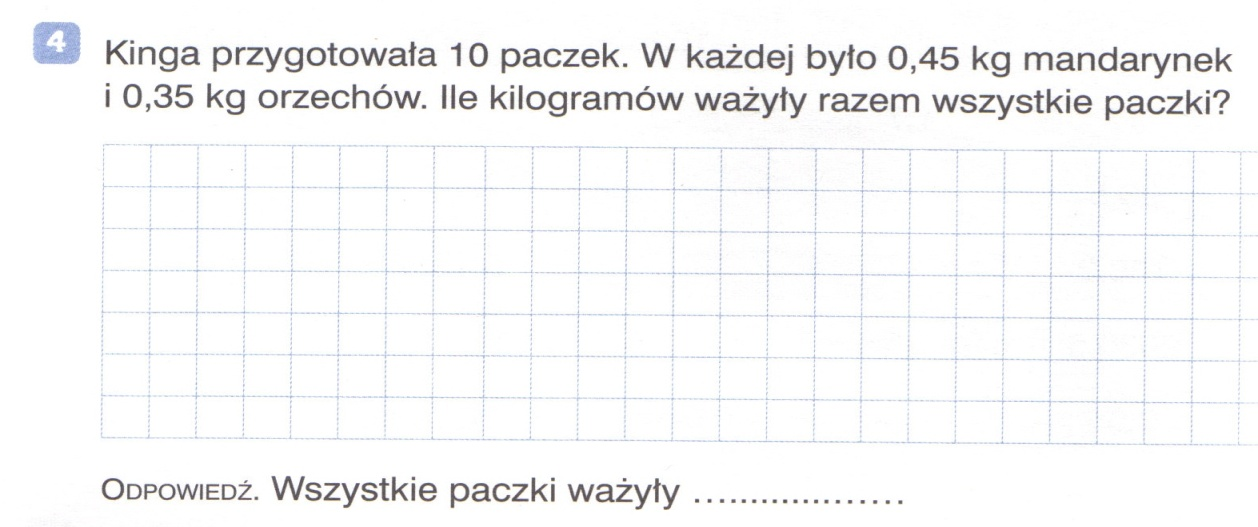 4
Kinga przygotowała 10 paczek. W każdej było 0,45 kg mandarynek
i 0,35 kg orzechów. Ile kilogramów ważyły razem wszystkie paczki?
ODPOWIEDŹ. Wszystkie paczki ważyły ....................